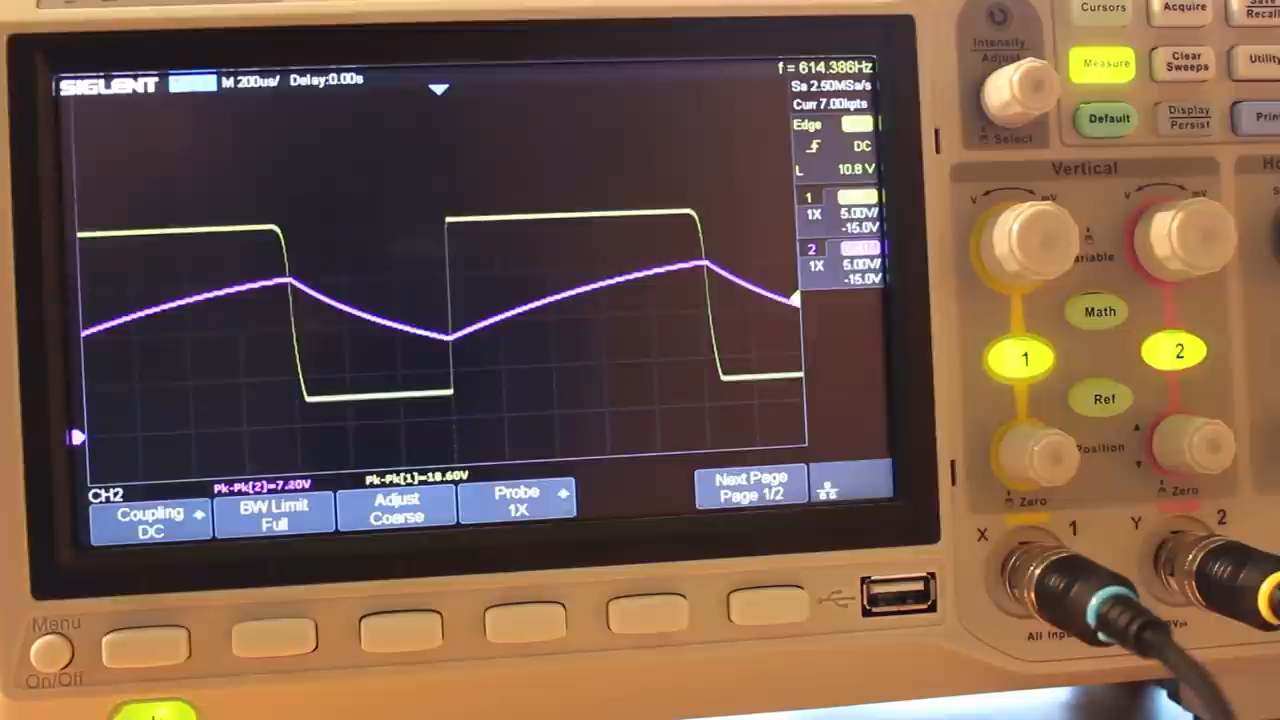 SIGLENT M 200us/ Delay:0.00s
f = 614.386Hz
Sa 2.50MSa/s
Curr 7.00kpts
Edge
DC
L 10.8 V
1
1X 5.00V/
-15.0V
2
1X 5.00V/
-15.0V
CH2
Pk-Pk[2]=7.20V Pk-Pk[1]=18.60V
Coupling
DC
BW Limit
Full
Adjust
Coarse
Probe
1X
Next Page
Page 1/2
Menu
On/Off
Cursors
Acquire
Recall
Intensity
Adjust
Select
Measure
Clear
Sweeps
Utility
Default
Display
Persist
Print
Vertical
V mV V mV
Variable
Math
1
2
Ref
Position
Zero
Zero
X 1 Y 2
All Inp